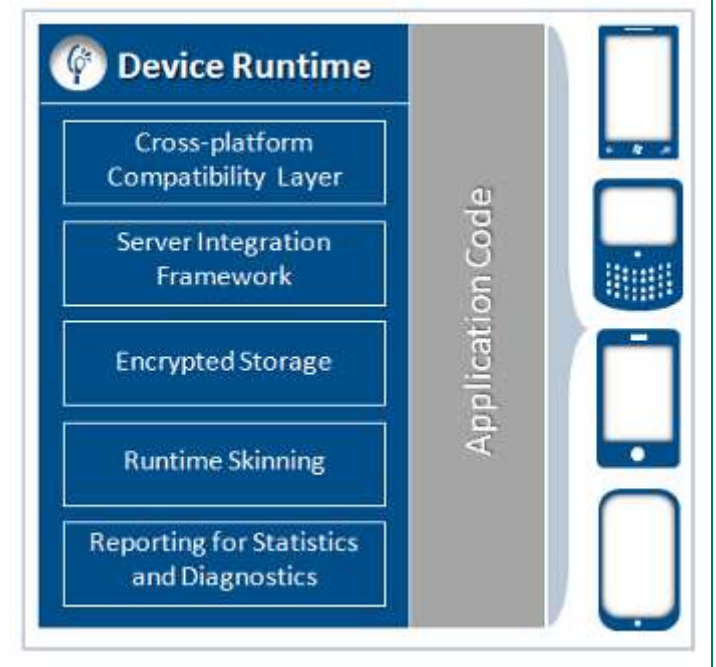 Device Runtime
Cross-platform
Compatibility Layer
Server Integration
Framework
Encrypted Storage
Runtime Skinning
Reporting for Statistics
and Diagnostics
Application Code